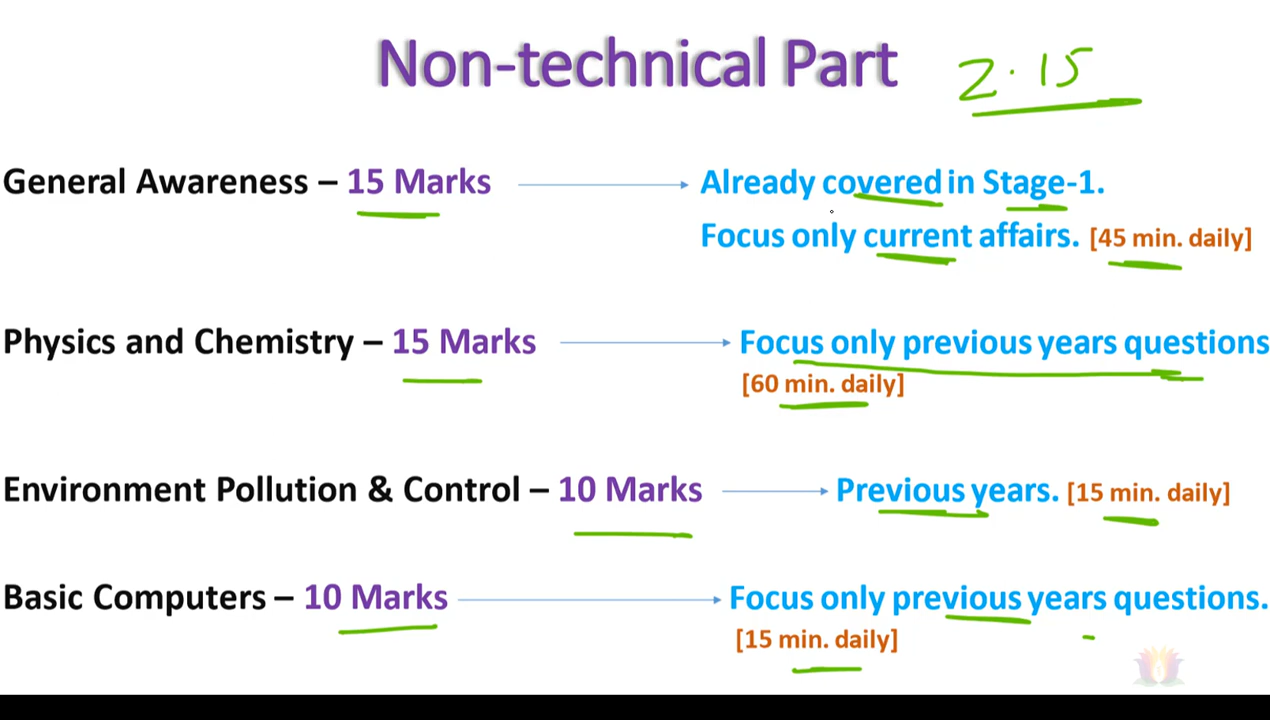 Non-technical Part 2.15
General Awareness – 15 Marks Already covered in Stage-1.
Focus only current affairs. [45 min. daily]
Physics and Chemistry – 15 Marks Focus only previous years questions
[60 min. daily]
Environment Pollution & Control – 10 Marks Previous years. [15 min. daily]
Basic Computers – 10 Marks Focus only previous years questions.
[15 min. daily]